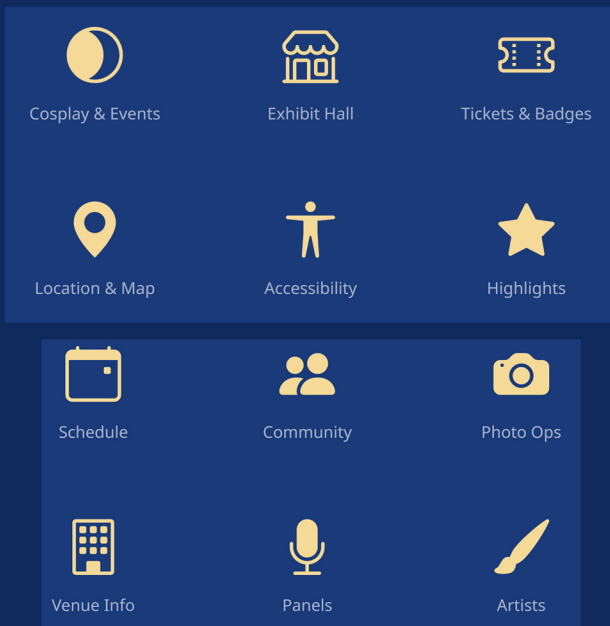 Cosplay & Events
Exhibit Hall
Tickets & Badges
Location & Map
Accessibility
Highlights
Schedule
Community
Photo Ops
Venue Info
Panels
Artists